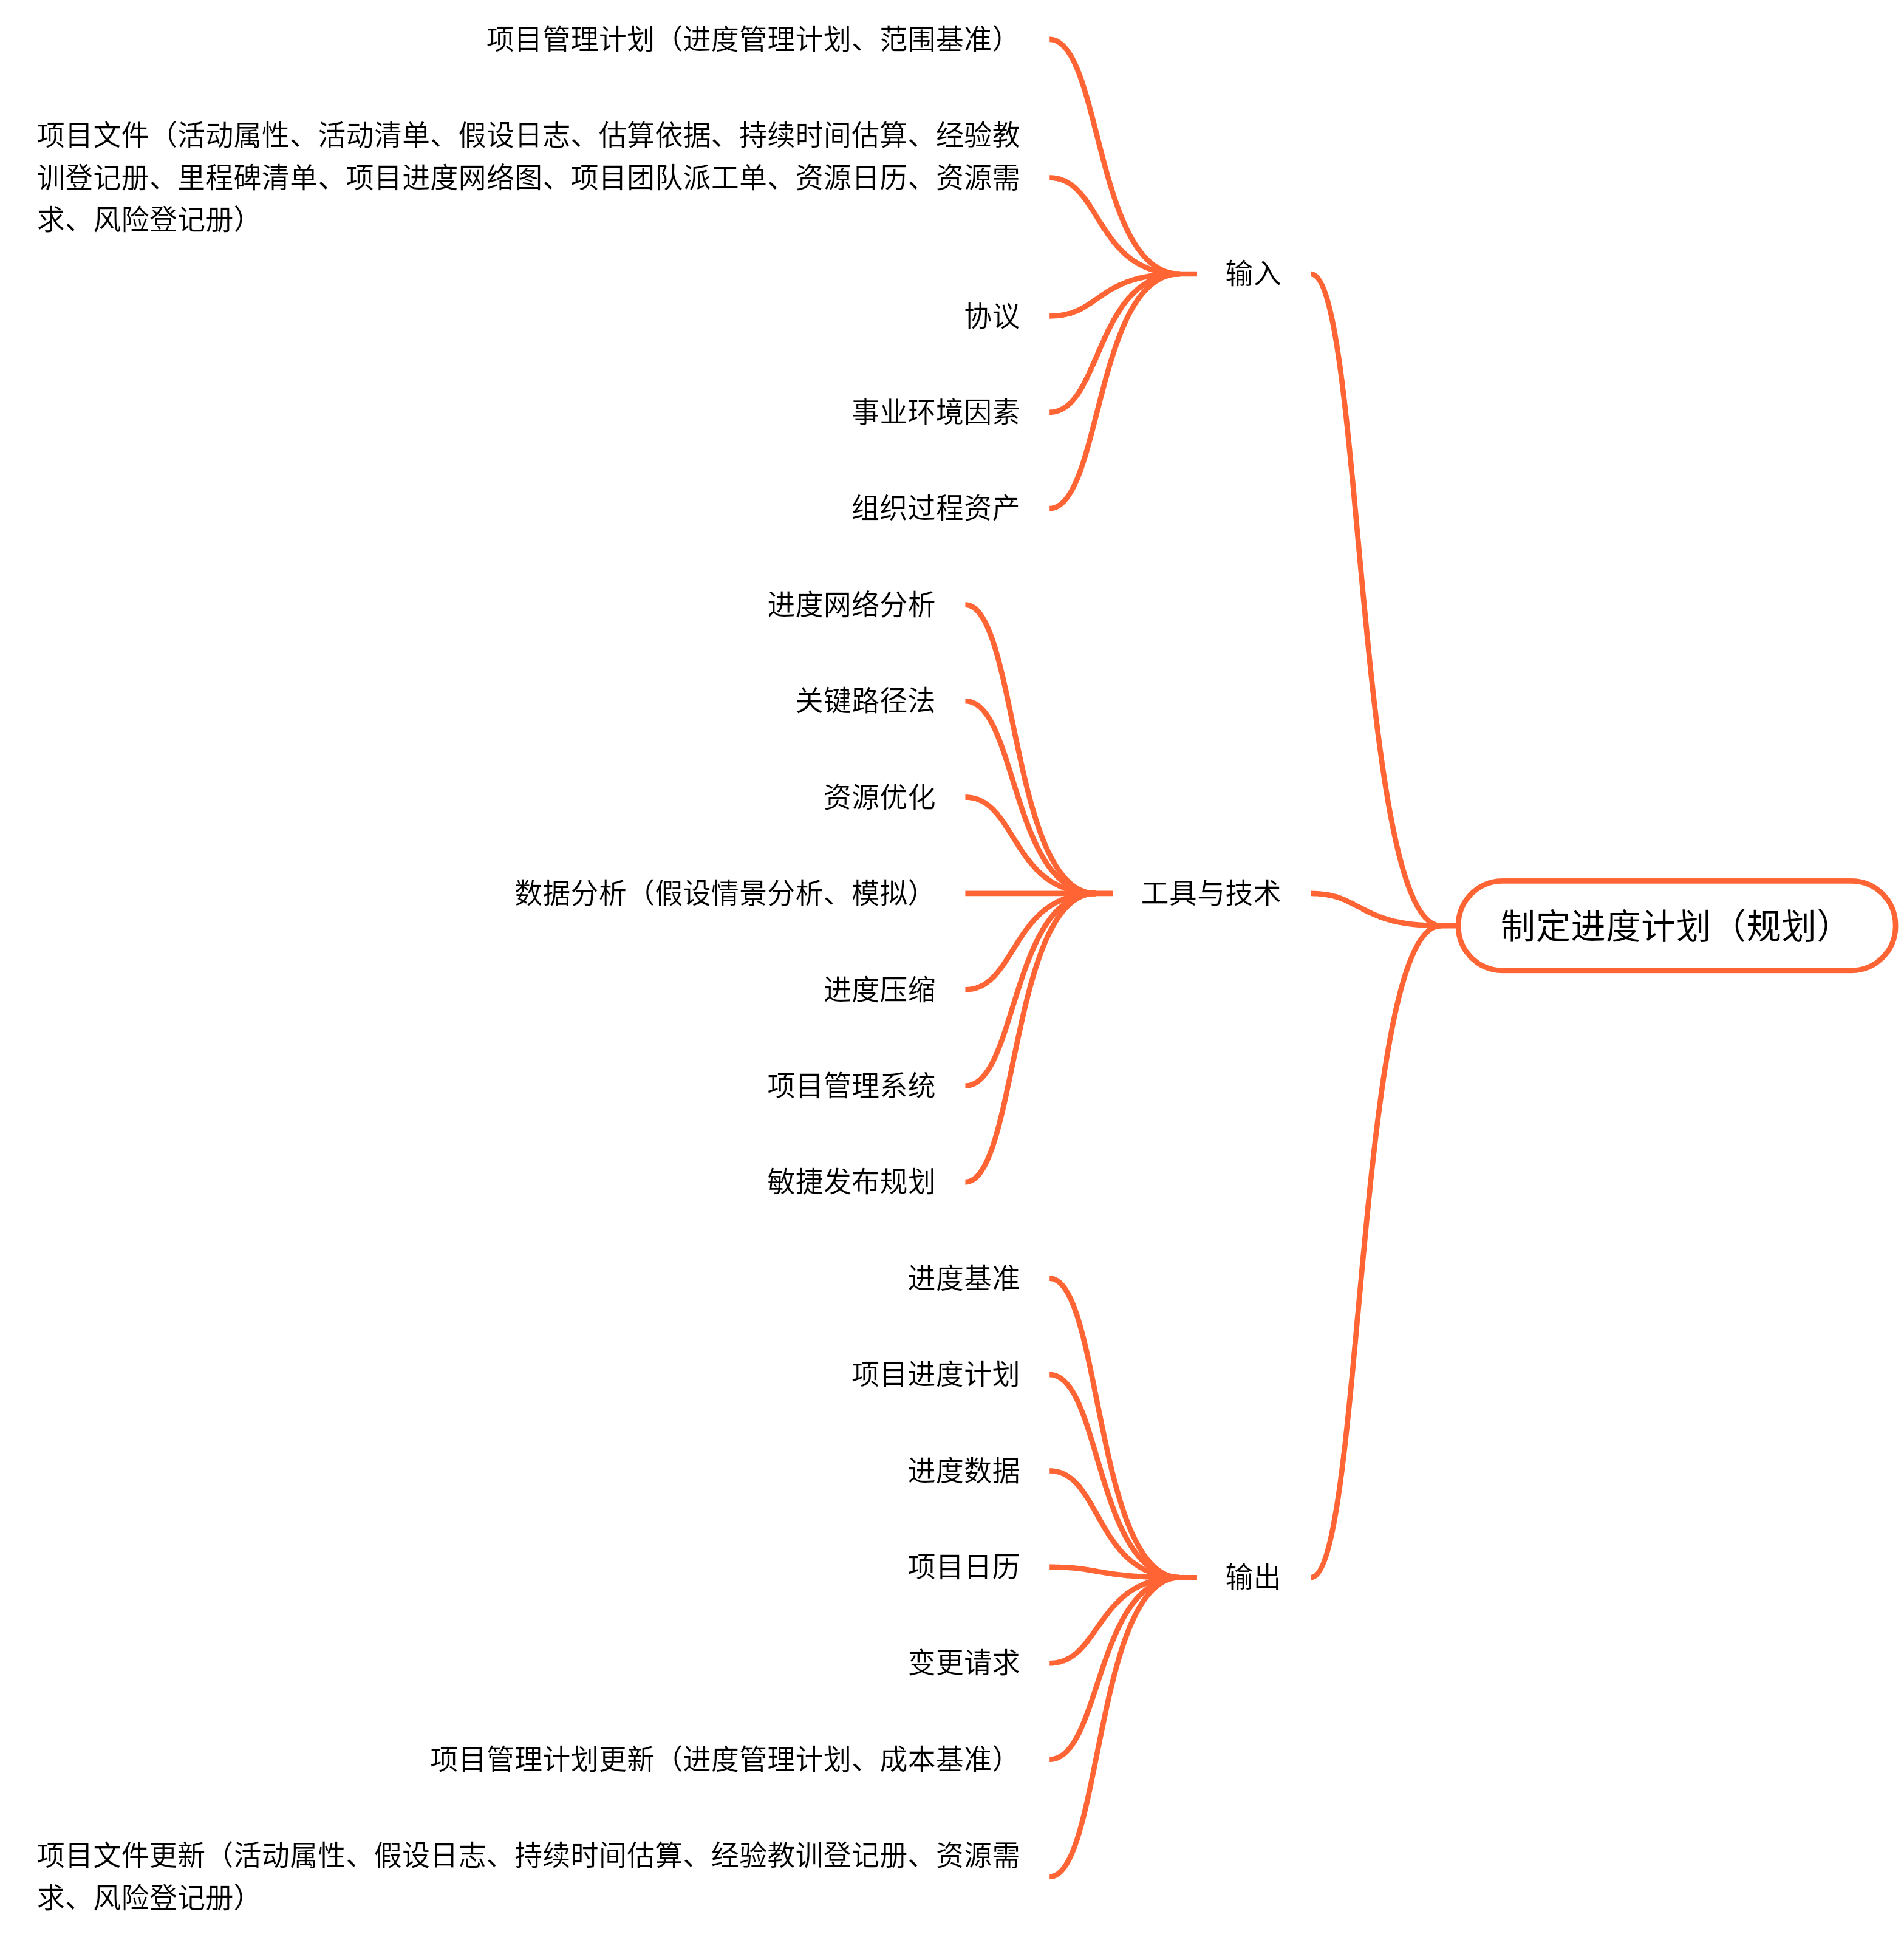 项目管理计划（进度管理计划、范围基准）
项目文件（活动属性、活动清单、假设日志、估算依据、持续时间估算、经验教
训登记册、里程碑清单、项目进度网络图、项目团队派工单、资源日历、资源需
求、风险登记册）
输入
协议
事业环境因素
组织过程资产
进度网络分析
关键路径法
资源优化
数据分析（假设情景分析、模拟）
工具与技术
制定进度计划（规划）
进度压缩
项目管理系统
敏捷发布规划
进度基准
项目进度计划
进度数据
项目日历
输出
变更请求
项目管理计划更新（进度管理计划、成本基准）
项目文件更新（活动属性、假设日志、持续时间估算、经验教训登记册、资源需
求、风险登记册）